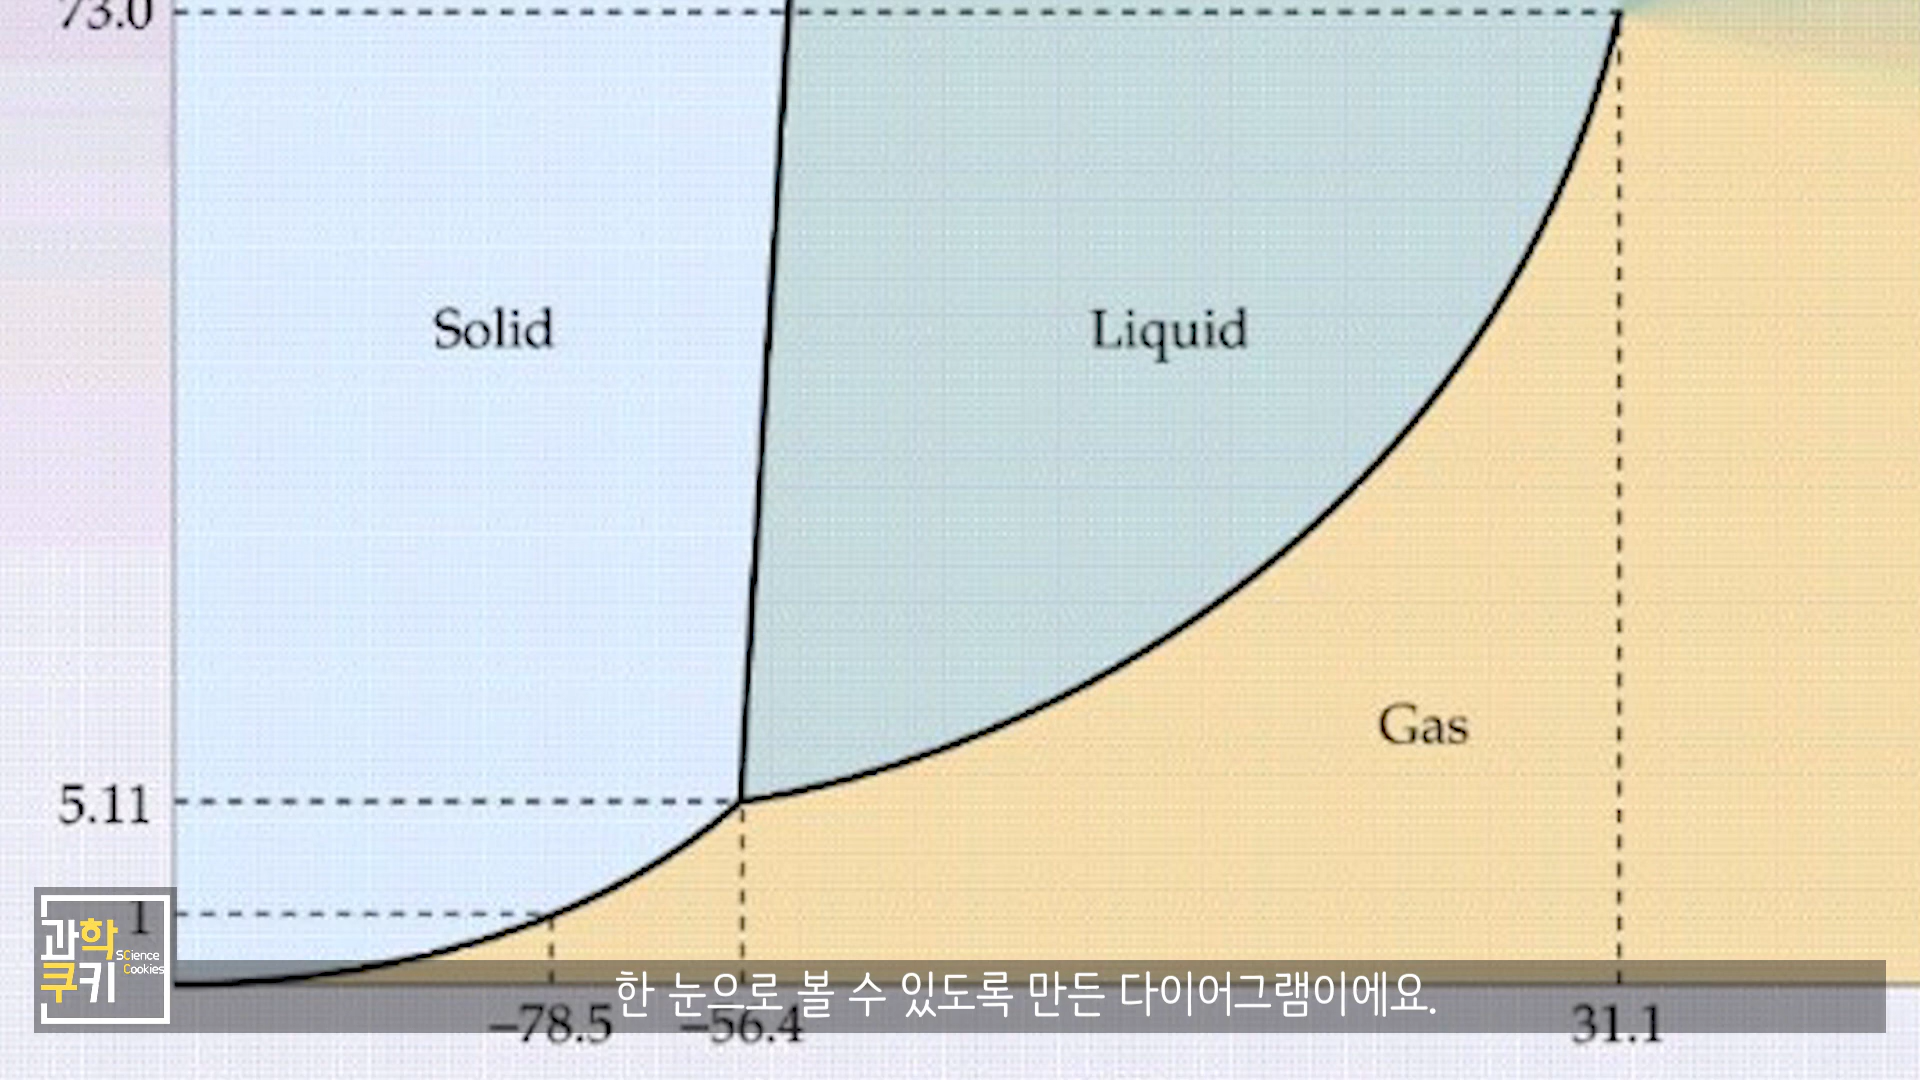 73.0
Solid
Liquid
Gas
5.11
1
과학
쿠키
SCience
Cookies
한 눈으로 볼 수 있도록 만든 다이어그램이에요.
–78.5
–56.4
31.1